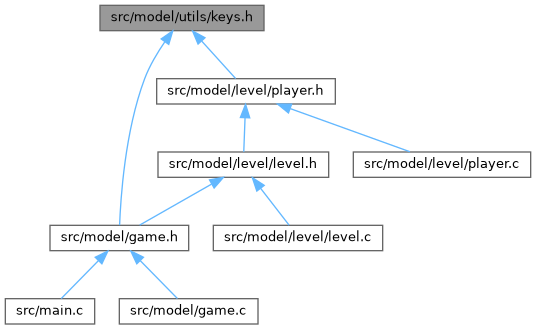 src/model/utils/keys.h
src/model/level/player.h
src/model/level/level.h
src/model/level/player.c
src/model/game.h
src/model/level/level.c
src/main.c
src/model/game.c